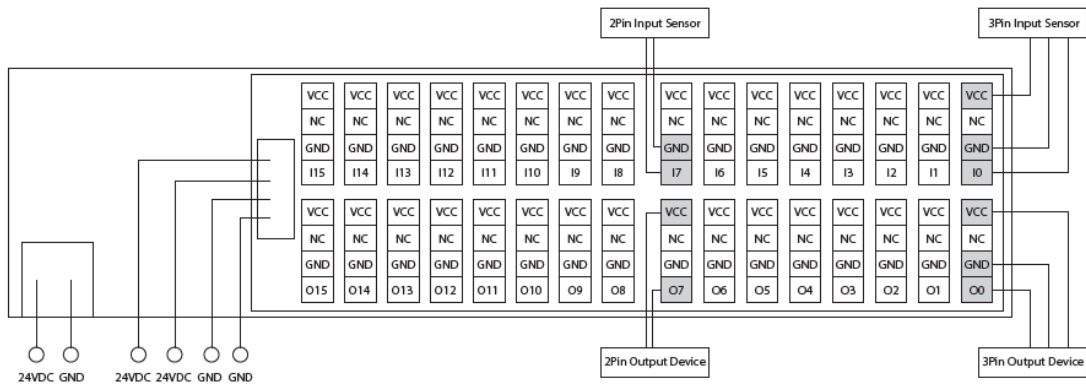 2Pin Input Sensor 3Pin Input Sensor
VCC VCC VCC VCC VCC VCC VCC VCC VCC VCC VCC VCC VCC VCC VCC VCC
NC NC NC NC NC NC NC NC NC NC NC NC NC NC NC NC
GND GND GND GND GND GND GND GND GND GND GND GND GND GND GND GND
I15 I14 I13 I12 I11 I10 I9 I8 I7 I6 I5 I4 I3 I2 I1 I0
VCC VCC VCC VCC VCC VCC VCC VCC VCC VCC VCC VCC VCC VCC VCC VCC
NC NC NC NC NC NC NC NC NC NC NC NC NC NC NC NC
GND GND GND GND GND GND GND GND GND GND GND GND GND GND GND GND
O15 O14 O13 O12 O11 O10 O9 O8 O7 O6 O5 O4 O3 O2 O1 O0
2Pin Output Device 3Pin Output Device
24VDC GND 24VDC 24VDC GND GND